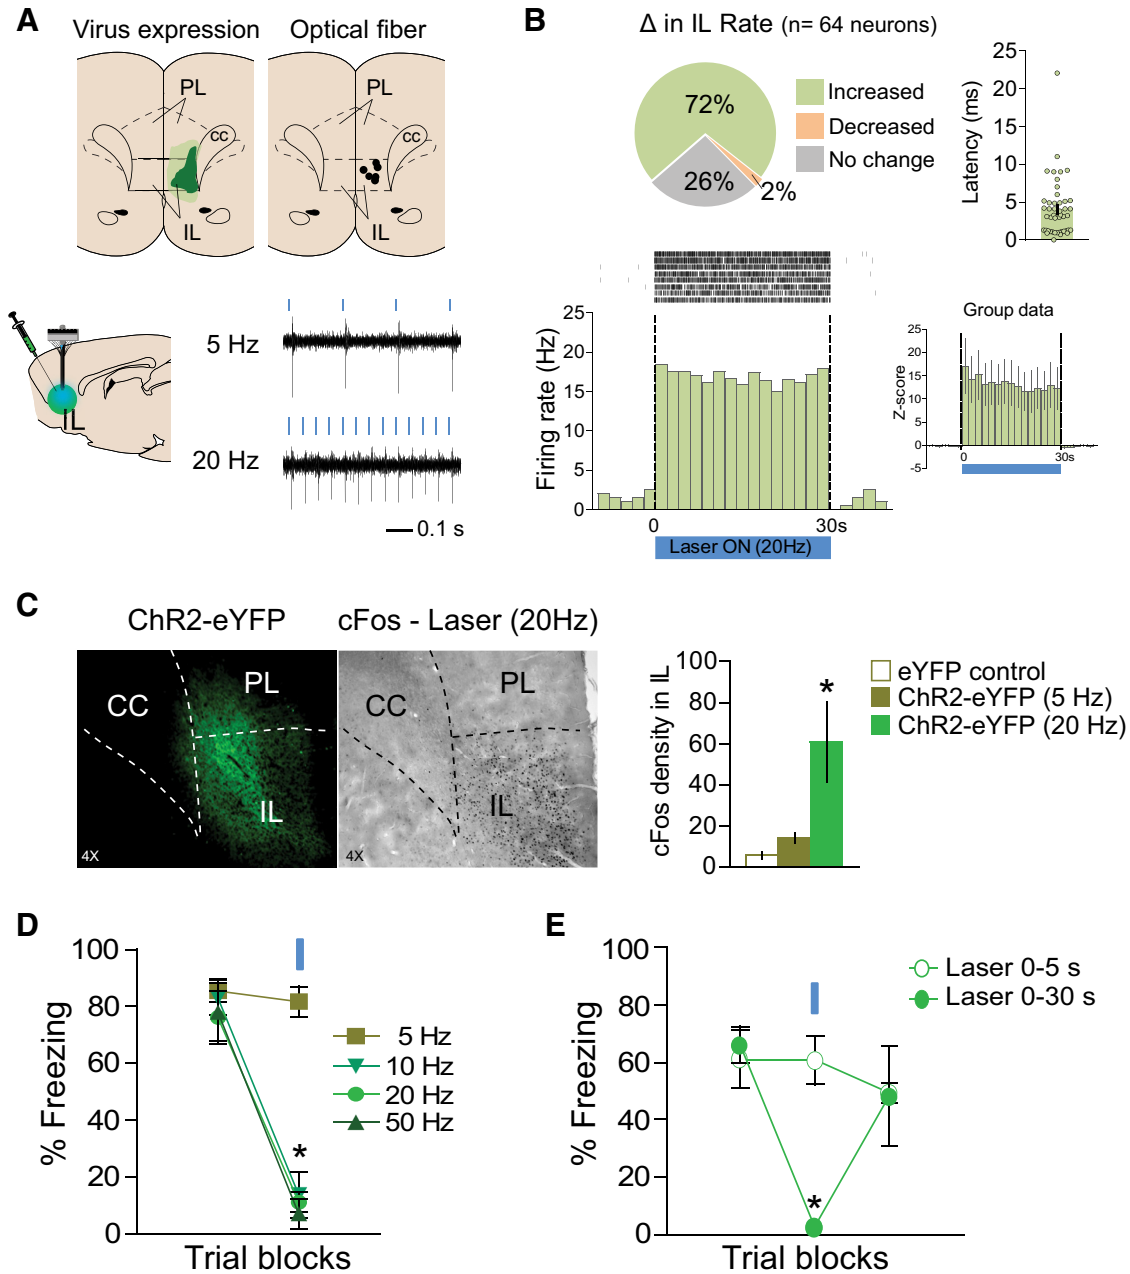 A
Virus expression
Optical fiber
PL
PL
cc
cc
IL
IL
IL
5 Hz
20 Hz
0.1 s
B
Δ in IL Rate (n= 64 neurons)
72%
26%
2%
Increased
Decreased
No change
Latency (ms)
25
20
15
10
5
0
Firing rate (Hz)
25
20
15
10
5
0
0
30s
Laser ON (20Hz)
Group data
Z-score
25
20
15
10
5
0
-5
0
30s
C
ChR2-eYFP
cFos - Laser (20Hz)
CC
PL
IL
4X
CC
PL
IL
4X
cFos density in IL
100
80
60
40
20
0
*
eYFP control
ChR2-eYFP (5 Hz)
ChR2-eYFP (20 Hz)
D
% Freezing
100
80
60
40
20
0
*
5 Hz
10 Hz
20 Hz
50 Hz
Trial blocks
E
% Freezing
100
80
60
40
20
0
*
Laser 0-5 s
Laser 0-30 s
Trial blocks